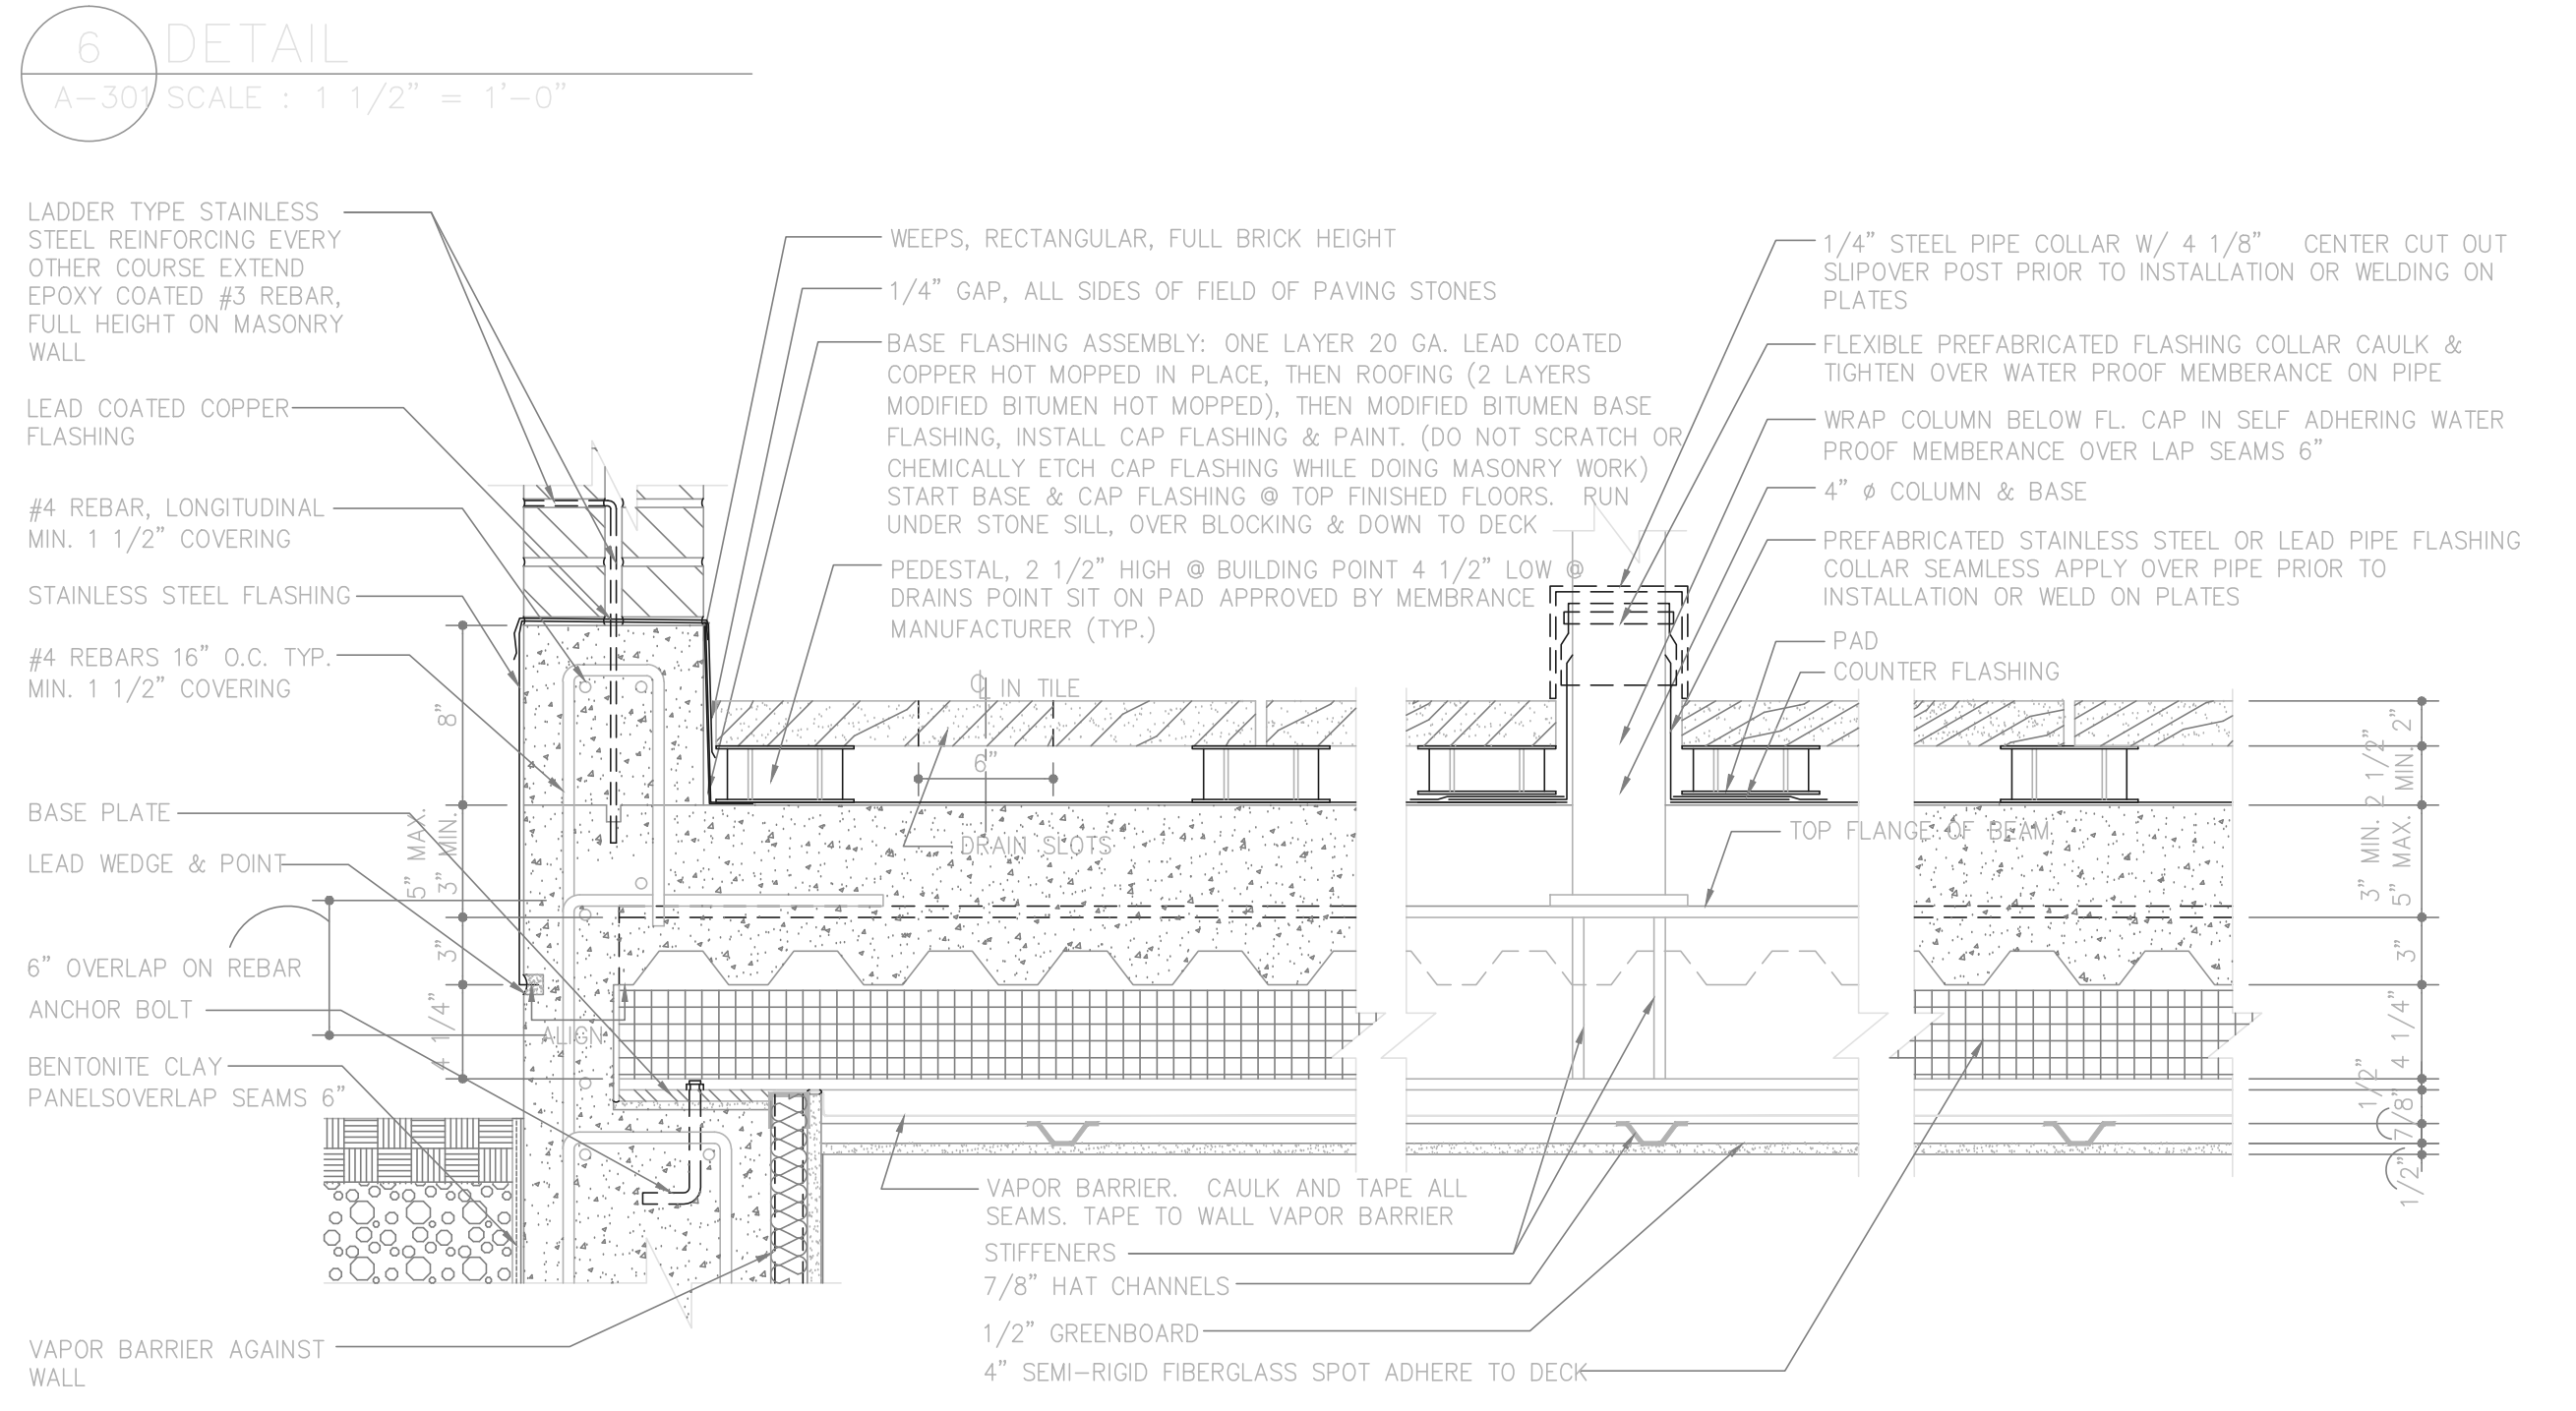 6
DETAIL
A-301
SCALE : 1 1/2" = 1'-0"
LADDER TYPE STAINLESS
STEEL REINFORCING EVERY
OTHER COURSE EXTEND
EPOXY COATED #3 REBAR,
FULL HEIGHT ON MASONRY
WALL
LEAD COATED COPPER
FLASHING
#4 REBAR, LONGITUDINAL
MIN. 1 1/2" COVERING
STAINLESS STEEL FLASHING
#4 REBARS 16" O.C. TYP.
MIN. 1 1/2" COVERING
BASE PLATE
LEAD WEDGE & POINT
6" OVERLAP ON REBAR
ANCHOR BOLT
BENTONITE CLAY
PANELSOVERLAP SEAMS 6"
VAPOR BARRIER AGAINST
WALL
8"
5" MAX.
3" MIN.
3"
4 1/4"
ALIGN
WEEPS, RECTANGULAR, FULL BRICK HEIGHT
1/4" GAP, ALL SIDES OF FIELD OF PAVING STONES
BASE FLASHING ASSEMBLY: ONE LAYER 20 GA. LEAD COATED
COPPER HOT MOPPED IN PLACE, THEN ROOFING (2 LAYERS
MODIFIED BITUMEN HOT MOPPED), THEN MODIFIED BITUMEN BASE
FLASHING, INSTALL CAP FLASHING & PAINT. (DO NOT SCRATCH OR
CHEMICALLY ETCH CAP FLASHING WHILE DOING MASONRY WORK)
START BASE & CAP FLASHING @ TOP FINISHED FLOORS. RUN
UNDER STONE SILL, OVER BLOCKING & DOWN TO DECK
PEDESTAL, 2 1/2" HIGH @ BUILDING POINT 4 1/2" LOW @
DRAINS POINT SIT ON PAD APPROVED BY MEMBRANCE
MANUFACTURER (TYP.)
℄ IN TILE
6"
DRAIN SLOTS
VAPOR BARRIER. CAULK AND TAPE ALL
SEAMS. TAPE TO WALL VAPOR BARRIER
STIFFENERS
7/8" HAT CHANNELS
1/2" GREENBOARD
4" SEMI-RIGID FIBERGLASS SPOT ADHERE TO DECK
1/4" STEEL PIPE COLLAR W/ 4 1/8" CENTER CUT OUT
SLIPOVER POST PRIOR TO INSTALLATION OR WELDING ON
PLATES
FLEXIBLE PREFABRICATED FLASHING COLLAR CAULK &
TIGHTEN OVER WATER PROOF MEMBERANCE ON PIPE
WRAP COLUMN BELOW FL. CAP IN SELF ADHERING WATER
PROOF MEMBERANCE OVER LAP SEAMS 6"
4" ø COLUMN & BASE
PREFABRICATED STAINLESS STEEL OR LEAD PIPE FLASHING
COLLAR SEAMLESS APPLY OVER PIPE PRIOR TO
INSTALLATION OR WELD ON PLATES
PAD
COUNTER FLASHING
TOP FLANGE OF BEAM
MIN. 2"
2 1/2"
3" MIN.
5" MAX.
3"
4 1/4"
1/2"
7/8"
1/2"